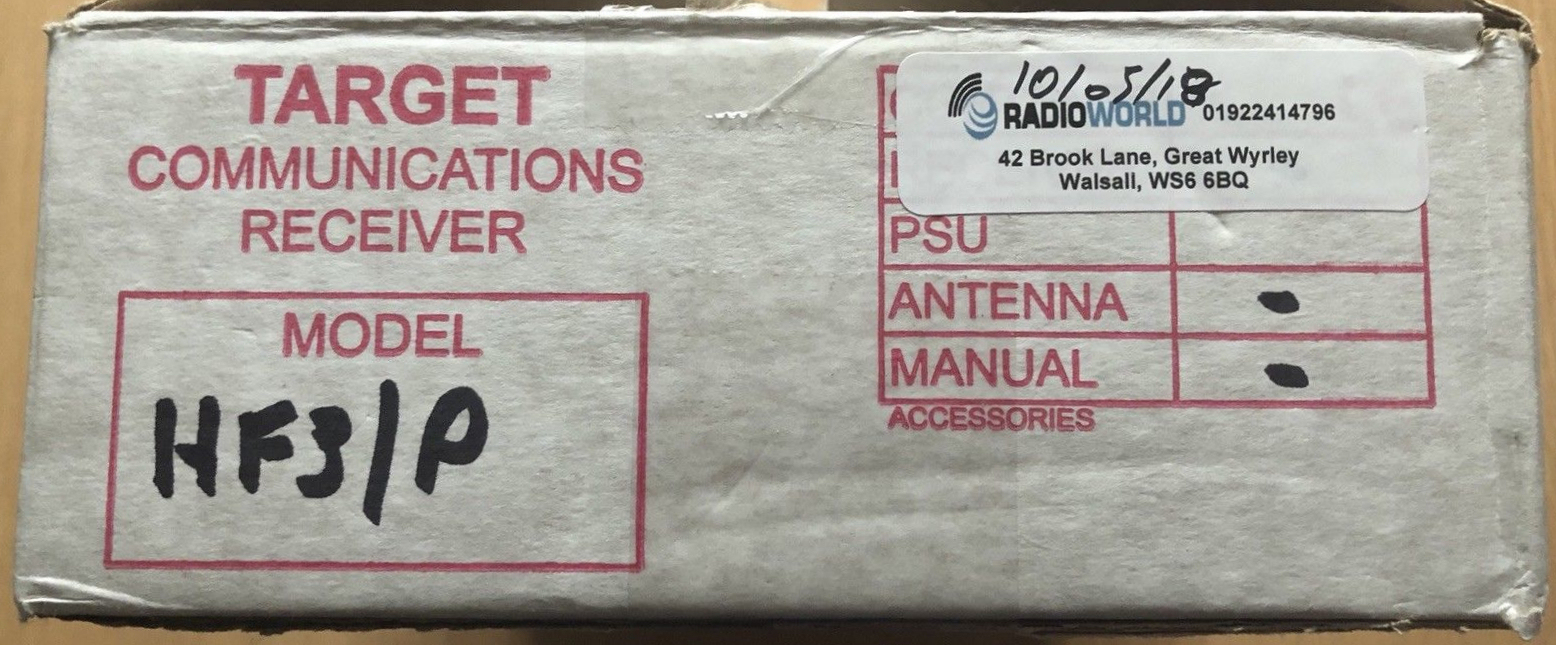 TARGET
COMMUNICATIONS
RECEIVER
MODEL
HF3/P
10/05/18
RADIOWORLD 01922414796
42 Brook Lane, Great Wyrley
Walsall, WS6 6BQ
PSU
ANTENNA
MANUAL
ACCESSORIES